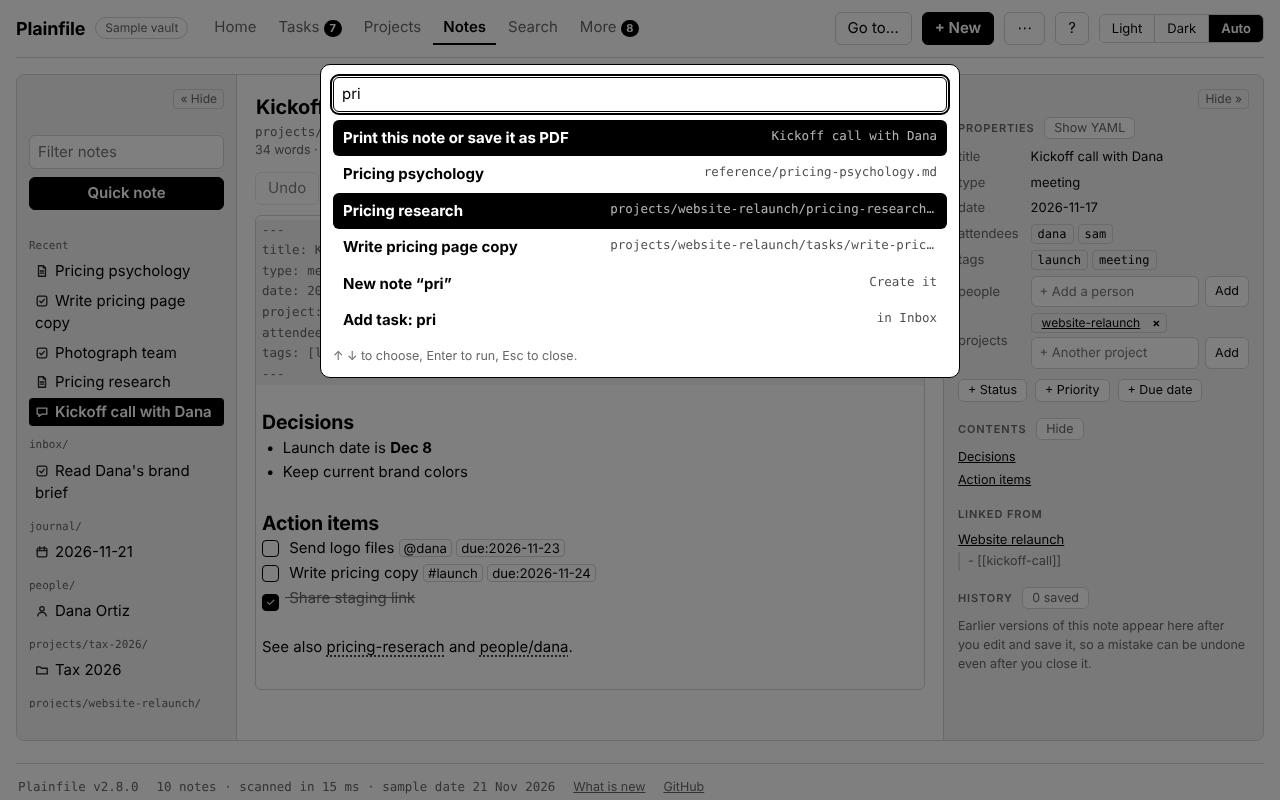 Plainfile Sample vault Home Tasks 7 Projects Notes Search More 8 Go to... + New ... ? Light Dark Auto
« Hide
Filter notes
Quick note
Recent
Pricing psychology
Write pricing page
copy
Photograph team
Pricing research
Kickoff call with Dana
inbox/
Read Dana's brand
brief
journal/
2026-11-21
people/
Dana Ortiz
projects/tax-2026/
Tax 2026
projects/website-relaunch/
Kickoff
projects/
34 words ·
Undo
---
title: K
type: me
date: 20
project:
attendee
tags: [l
---
pri
Print this note or save it as PDF Kickoff call with Dana
Pricing psychology reference/pricing-psychology.md
Pricing research projects/website-relaunch/pricing-research…
Write pricing page copy projects/website-relaunch/tasks/write-pric…
New note “pri” Create it
Add task: pri in Inbox
↑ ↓ to choose, Enter to run, Esc to close.
Decisions
• Launch date is Dec 8
• Keep current brand colors
Action items
Send logo files @dana due:2026-11-23
Write pricing copy #launch due:2026-11-24
Share staging link
See also pricing-reserach and people/dana.
Hide »
PROPERTIES Show YAML
title Kickoff call with Dana
type meeting
date 2026-11-17
attendees dana sam
tags launch meeting
people + Add a person Add
projects website-relaunch ×
+ Another project Add
+ Status + Priority + Due date
CONTENTS Hide
Decisions
Action items
LINKED FROM
Website relaunch
- [[kickoff-call]]
HISTORY 0 saved
Earlier versions of this note appear here after
you edit and save it, so a mistake can be undone
even after you close it.
Plainfile v2.8.0 10 notes · scanned in 15 ms · sample date 21 Nov 2026 What is new GitHub